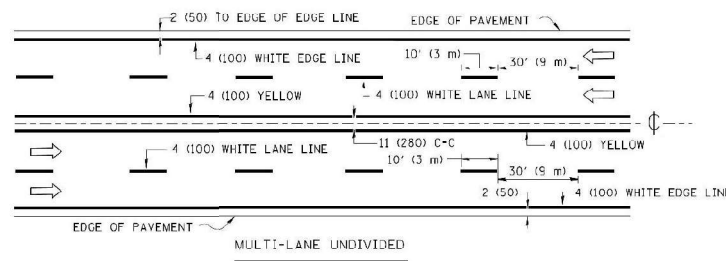 2 (50) TO EDGE OF EDGE LINE
EDGE OF PAVEMENT
4 (100) WHITE EDGE LINE
10' (3 m)
30' (9 m)
4 (100) YELLOW
4 (100) WHITE LANE LINE
℄
4 (100) WHITE LANE LINE
11 (280) C-C
4 (100) YELLOW
10' (3 m)
30' (9 m)
2 (50)
4 (100) WHITE EDGE LINE
EDGE OF PAVEMENT
MULTI-LANE UNDIVIDED